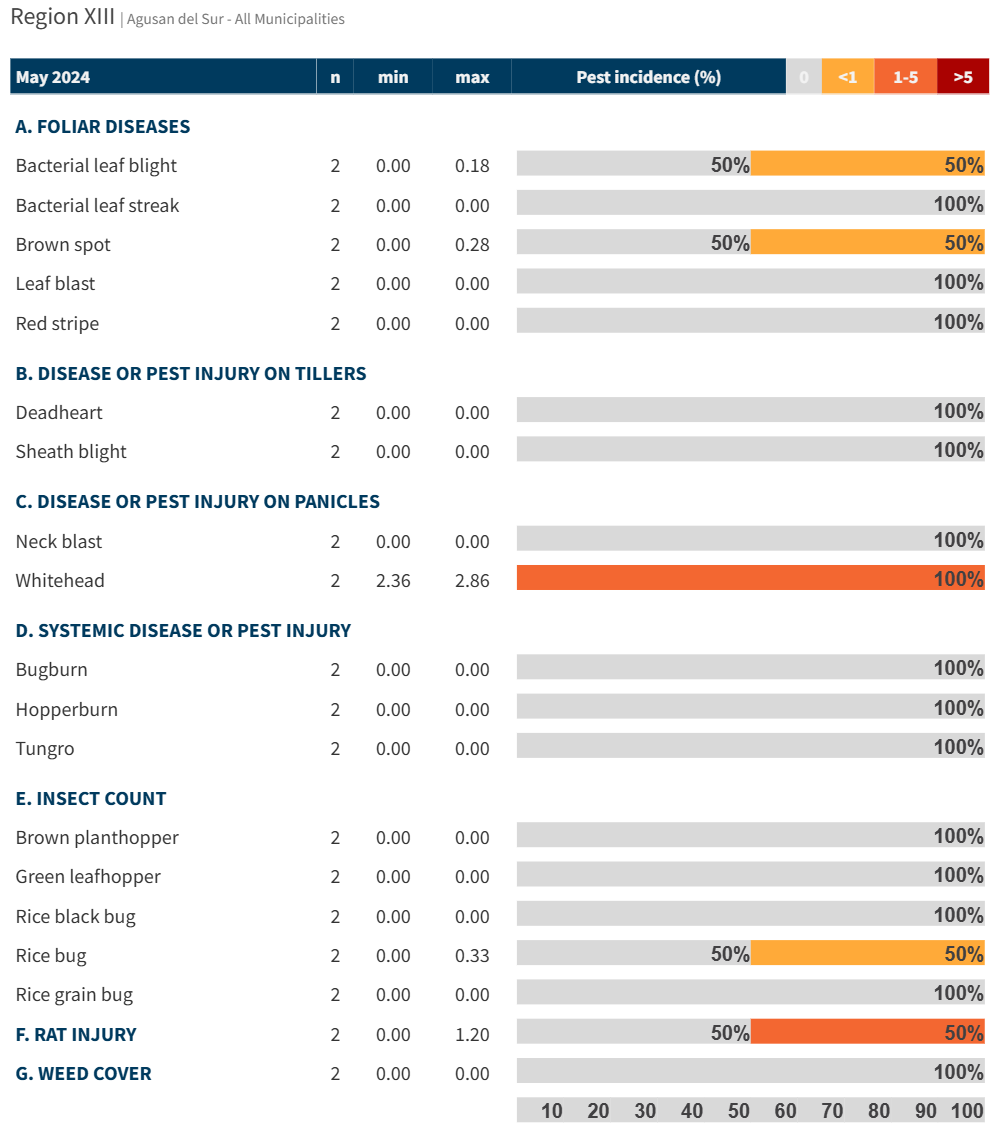 Region XIII | Agusan del Sur - All Municipalities
May 2024 n min max Pest incidence (%) 0 <1 1-5 >5
A. FOLIAR DISEASES
Bacterial leaf blight 2 0.00 0.18 50% 50%
Bacterial leaf streak 2 0.00 0.00 100%
Brown spot 2 0.00 0.28 50% 50%
Leaf blast 2 0.00 0.00 100%
Red stripe 2 0.00 0.00 100%
B. DISEASE OR PEST INJURY ON TILLERS
Deadheart 2 0.00 0.00 100%
Sheath blight 2 0.00 0.00 100%
C. DISEASE OR PEST INJURY ON PANICLES
Neck blast 2 0.00 0.00 100%
Whitehead 2 2.36 2.86 100%
D. SYSTEMIC DISEASE OR PEST INJURY
Bugburn 2 0.00 0.00 100%
Hopperburn 2 0.00 0.00 100%
Tungro 2 0.00 0.00 100%
E. INSECT COUNT
Brown planthopper 2 0.00 0.00 100%
Green leafhopper 2 0.00 0.00 100%
Rice black bug 2 0.00 0.00 100%
Rice bug 2 0.00 0.33 50% 50%
Rice grain bug 2 0.00 0.00 100%
F. RAT INJURY 2 0.00 1.20 50% 50%
G. WEED COVER 2 0.00 0.00 100%
10 20 30 40 50 60 70 80 90 100